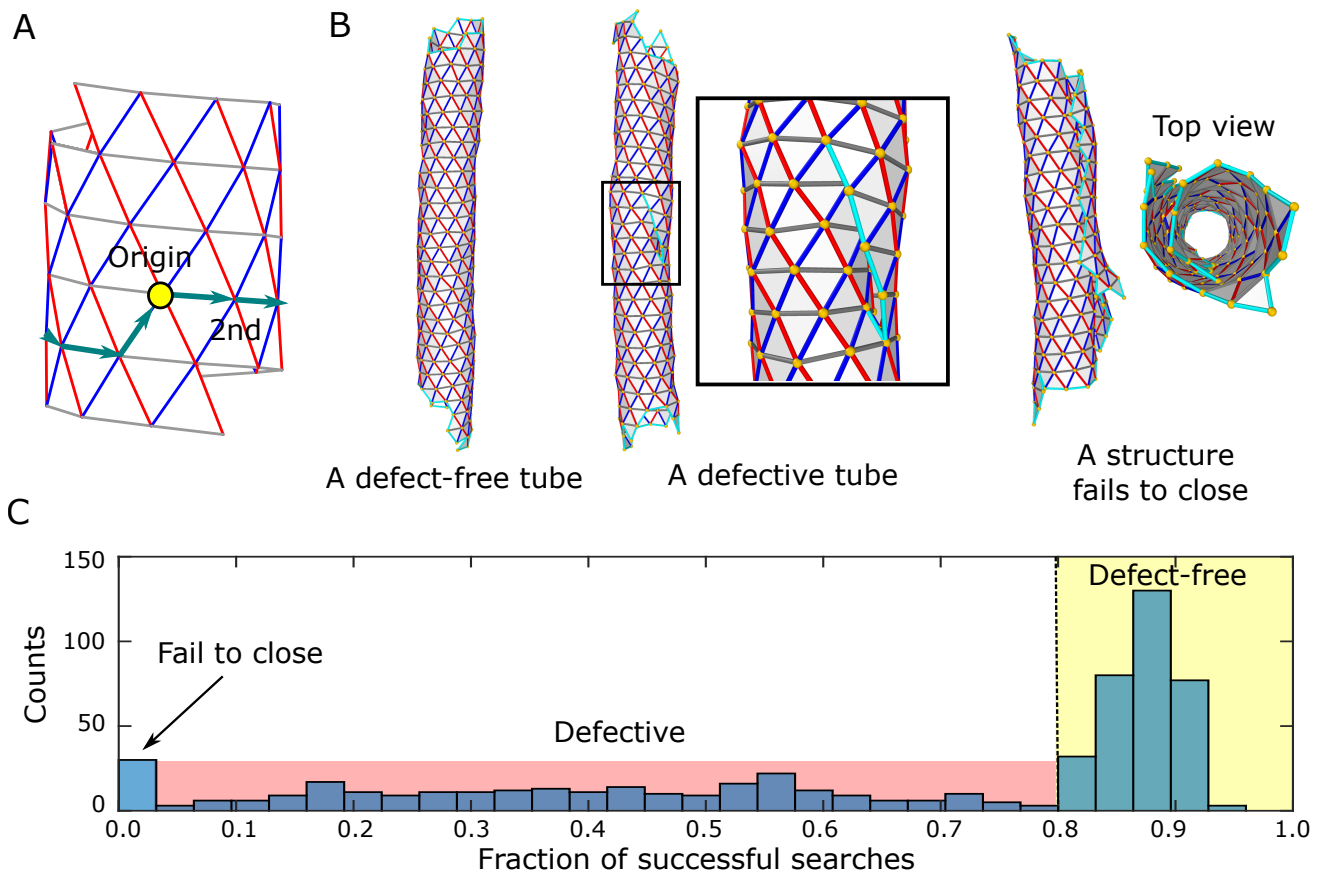 A
B
Origin
2nd
Top view
A defect-free tube
A defective tube
A structure
fails to close
C
150
100
50
0
Counts
Fail to close
Defective
Defect-free
0.0 0.1 0.2 0.3 0.4 0.5 0.6 0.7 0.8 0.9 1.0
Fraction of successful searches